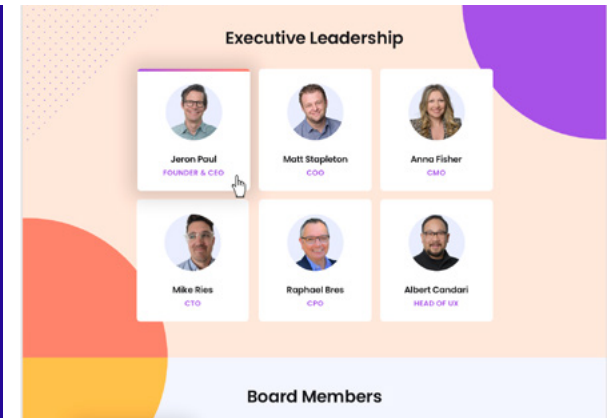 Executive Leadership
Jeron Paul
FOUNDER & CEO
Matt Stapleton
COO
Anna Fisher
CMO
Mike Ries
CTO
Raphael Bres
CPO
Albert Candari
HEAD OF UX
Board Members